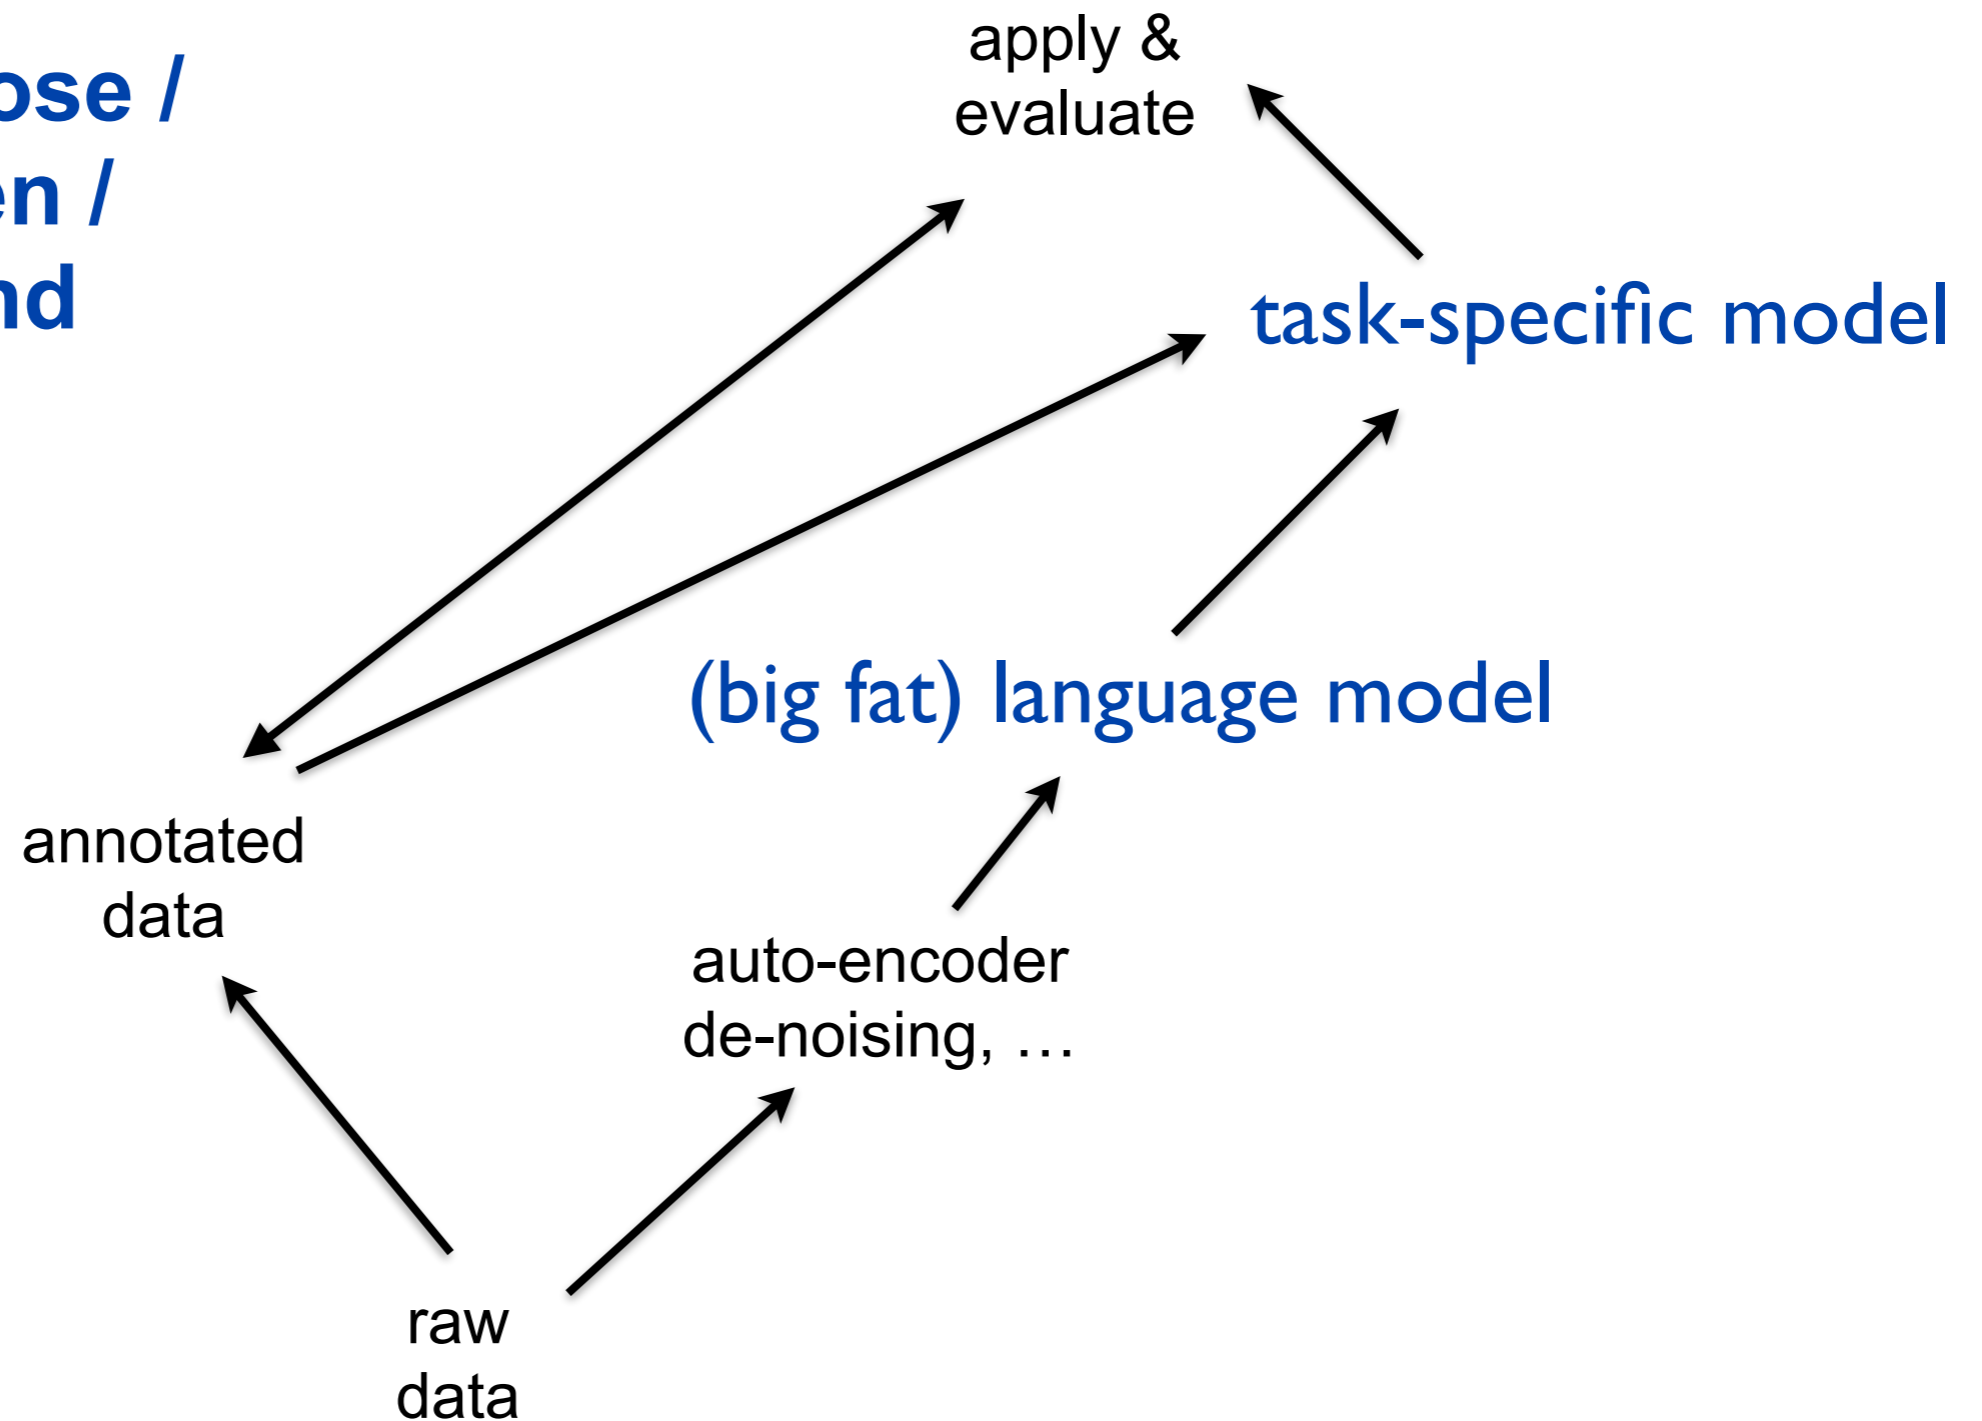 ose /
en /
nd
apply &
evaluate
task-specific model
(big fat) language model
annotated
data
auto-encoder
de-noising, …
raw
data